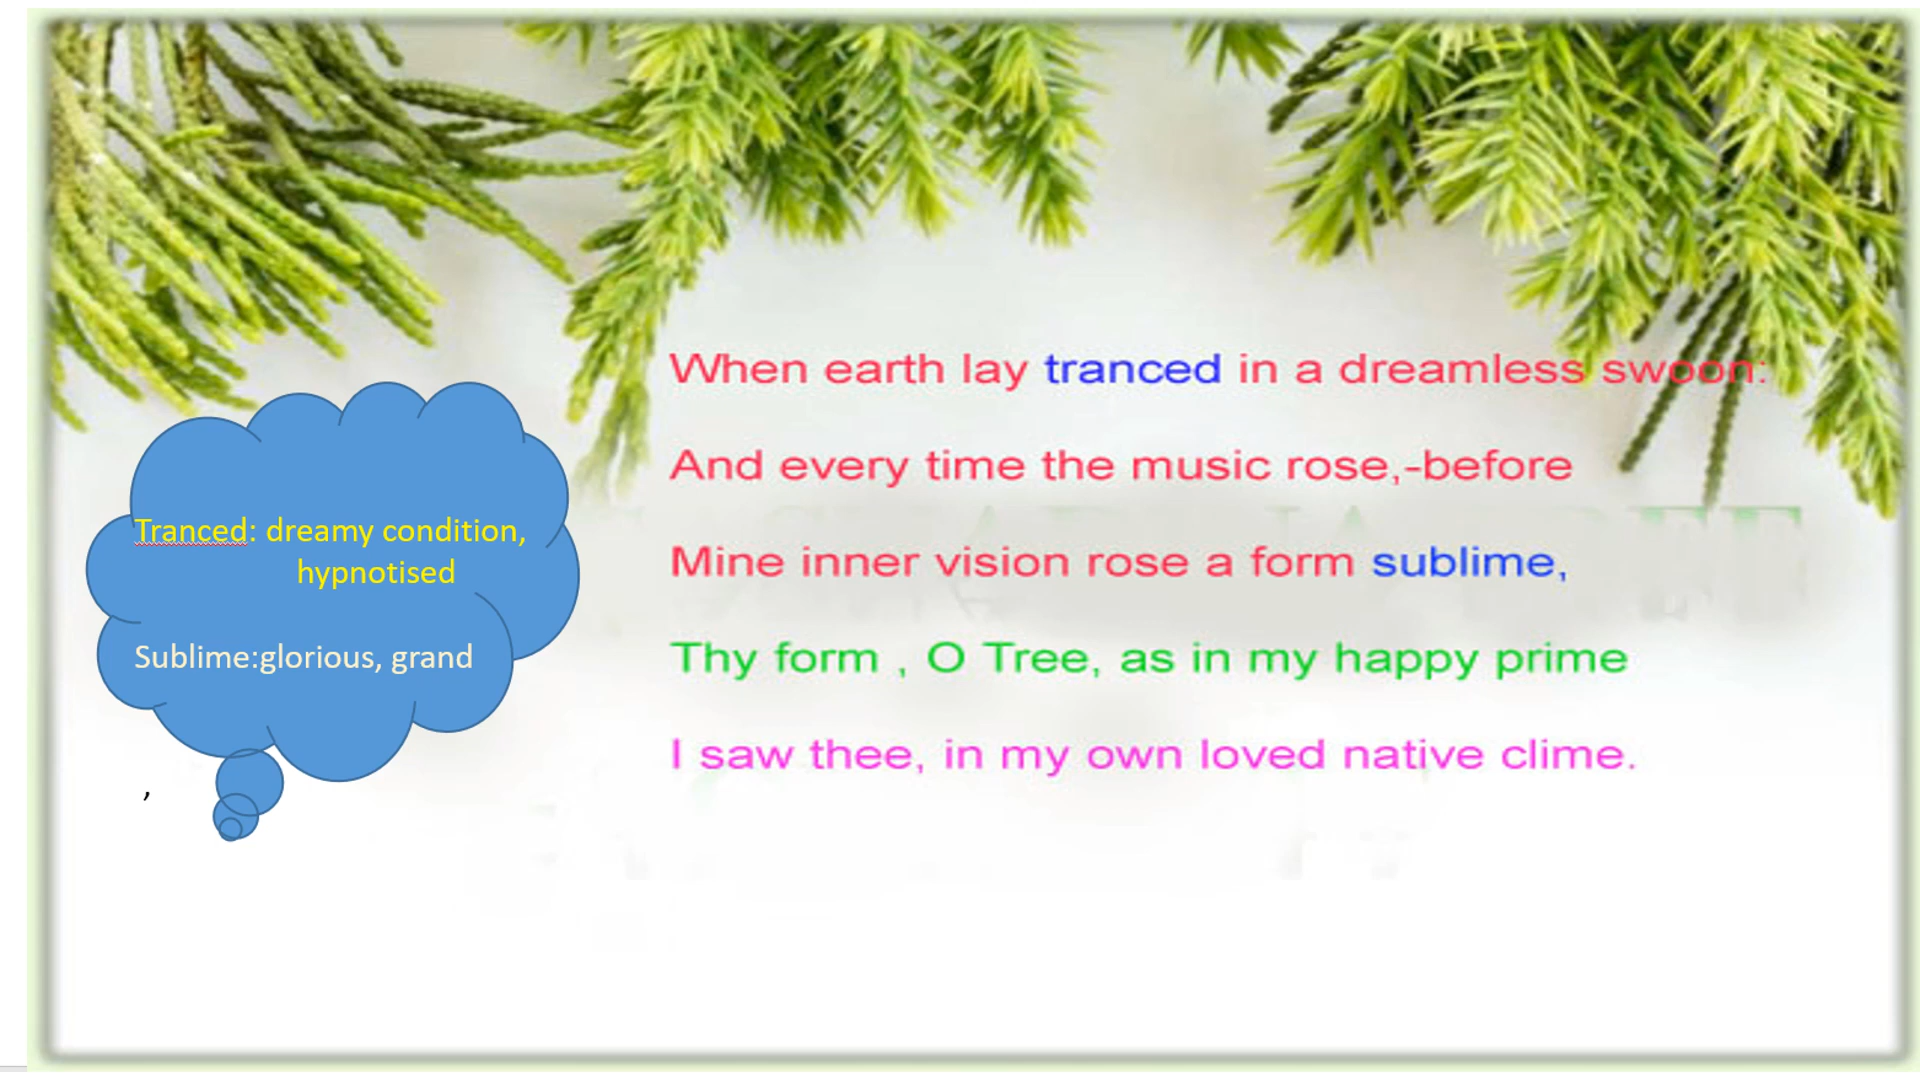 When earth lay tranced in a dreamless swoon:
And every time the music rose,-before
Mine inner vision rose a form sublime,
Thy form , O Tree, as in my happy prime
I saw thee, in my own loved native clime.
Tranced: dreamy condition,
hypnotised
Sublime:glorious, grand
,